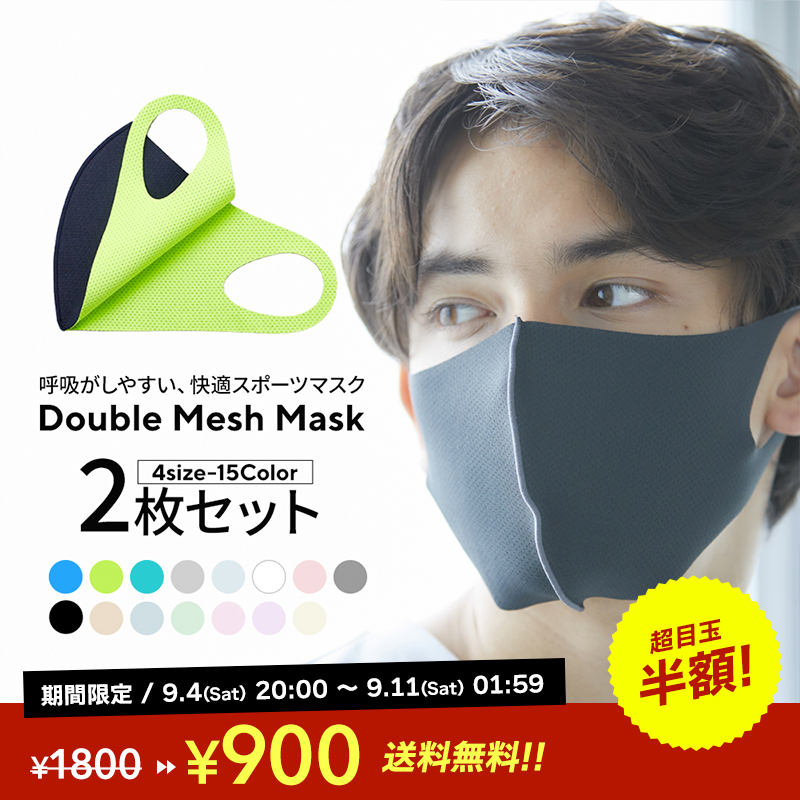 呼吸がしやすい、快適スポーツマスク
Double Mesh Mask
4size-15Color
2枚セット
超目玉
半額!
期間限定 / 9.4(Sat) 20:00 〜 9.11(Sat) 01:59
¥1800 ¥900 送料無料!!